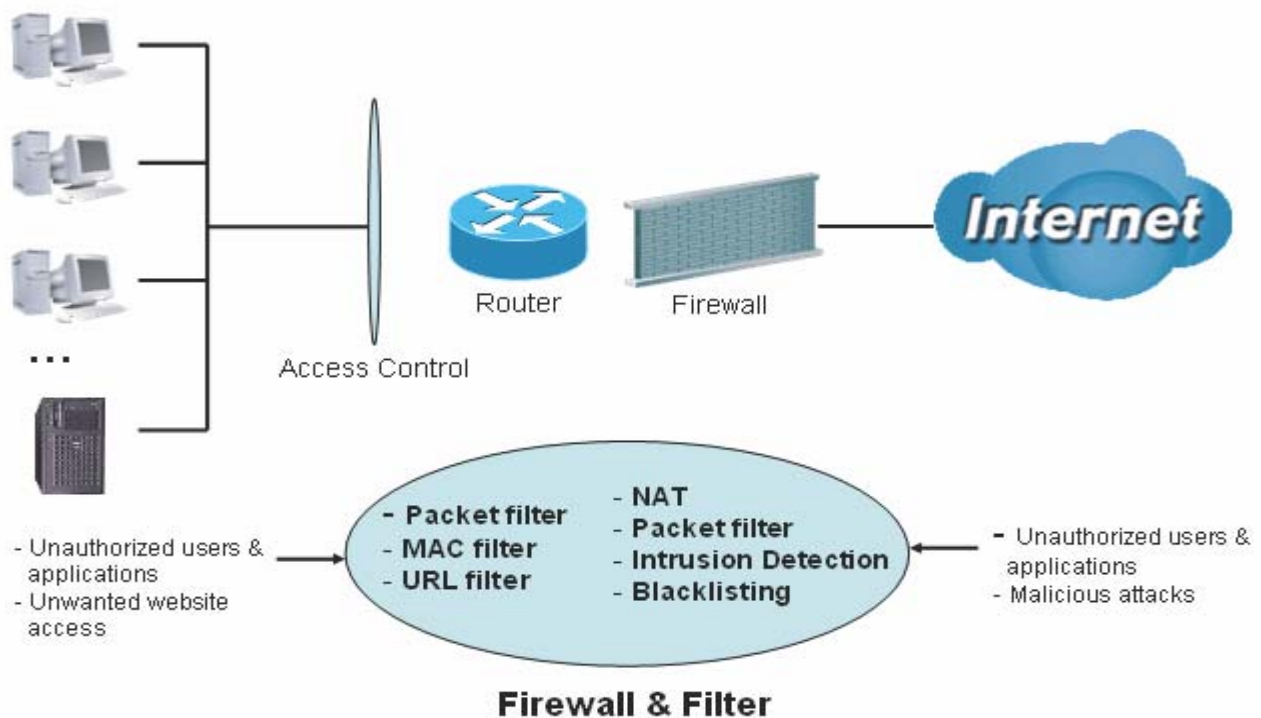 Internet
Router
Firewall
...
Access Control
- Packet filter
- MAC filter
- URL filter
- NAT
- Packet filter
- Intrusion Detection
- Blacklisting
- Unauthorized users &
applications
- Unwanted website
access
- Unauthorized users &
applications
- Malicious attacks
Firewall & Filter